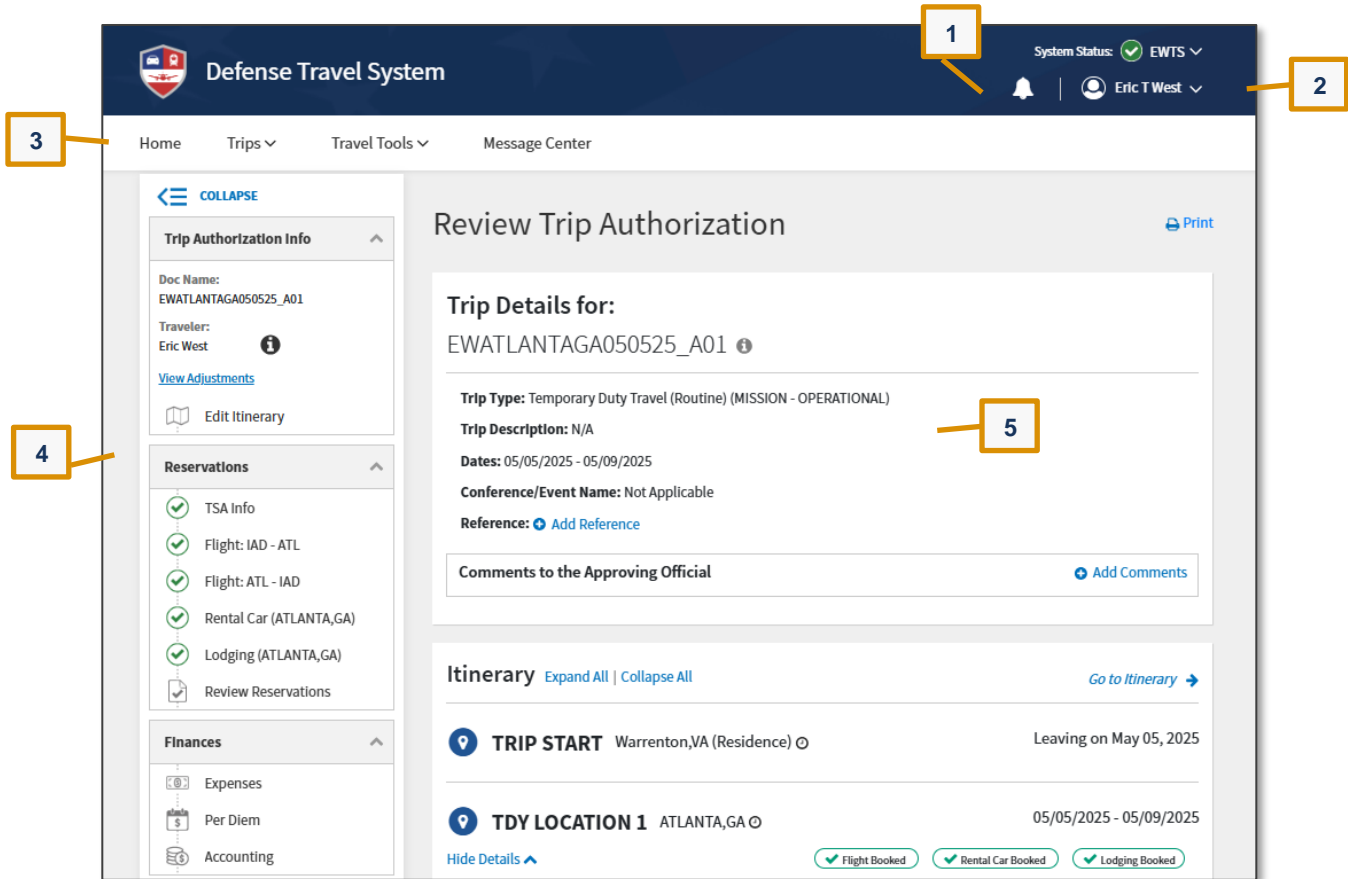 1
System Status: EWTS
Defense Travel System
Eric T West
2
3
Home Trips Travel Tools Message Center
COLLAPSE
Trip Authorization Info
Doc Name:
EWATLANTAGA050525_A01
Traveler:
Eric West
View Adjustments
Edit Itinerary
4
Reservations
TSA Info
Flight: IAD - ATL
Flight: ATL - IAD
Rental Car (ATLANTA,GA)
Lodging (ATLANTA,GA)
Review Reservations
Finances
Expenses
Per Diem
Accounting
Review Trip Authorization
Print
Trip Details for:
EWATLANTAGA050525_A01
Trip Type: Temporary Duty Travel (Routine) (MISSION - OPERATIONAL)
Trip Description: N/A
5
Dates: 05/05/2025 - 05/09/2025
Conference/Event Name: Not Applicable
Reference: Add Reference
Comments to the Approving Official Add Comments
Itinerary Expand All | Collapse All Go to Itinerary
TRIP START Warrenton,VA (Residence) Leaving on May 05, 2025
TDY LOCATION 1 ATLANTA,GA 05/05/2025 - 05/09/2025
Hide Details Flight Booked Rental Car Booked Lodging Booked